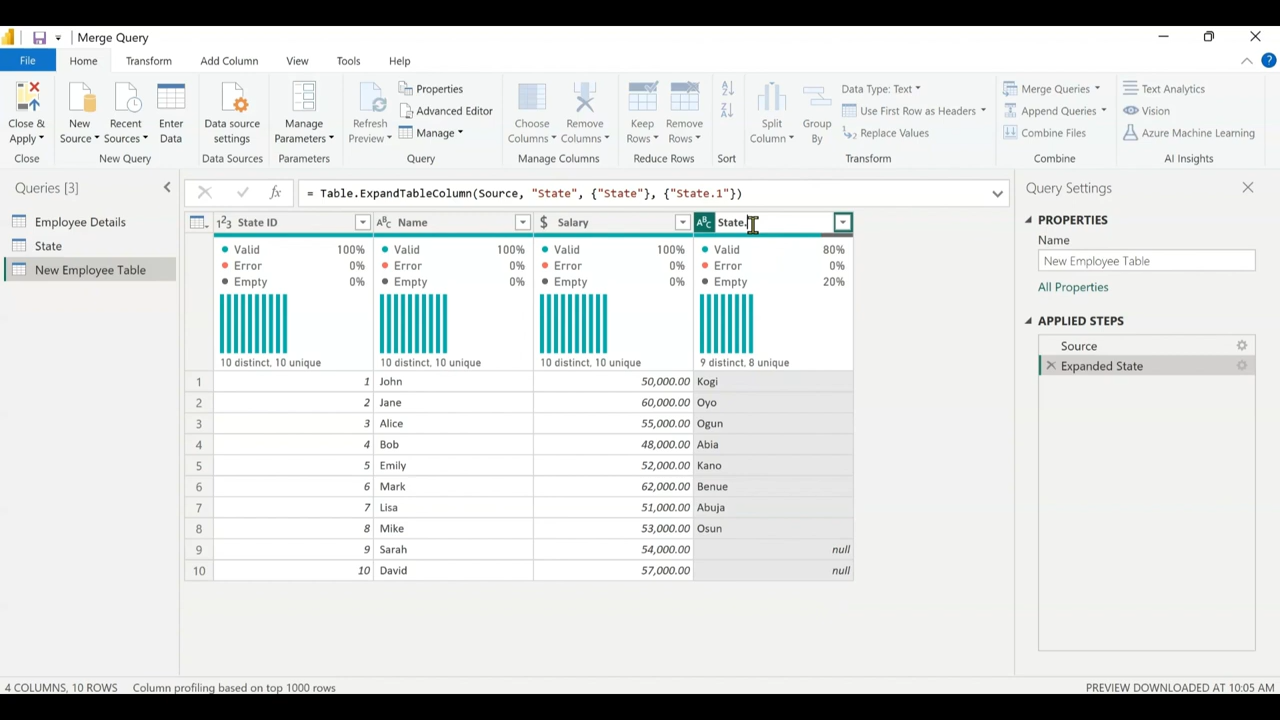 Merge Query
File Home Transform Add Column View Tools Help
Close & Apply
Close
New Source
Recent Sources
Enter Data
New Query
Data source settings
Data Sources
Manage Parameters
Parameters
Refresh Preview
Properties
Advanced Editor
Manage
Query
Choose Columns
Remove Columns
Manage Columns
Keep Rows
Remove Rows
Reduce Rows
Sort
Split Column
Group By
Data Type: Text
Use First Row as Headers
Replace Values
Transform
Merge Queries
Append Queries
Combine Files
Combine
Text Analytics
Vision
Azure Machine Learning
AI Insights
Queries [3]
Employee Details
State
New Employee Table
fx = Table.ExpandTableColumn(Source, "State", {"State"}, {"State.1"})
State ID Name Salary State.
Valid 100% Valid 100% Valid 100% Valid 80%
Error 0% Error 0% Error 0% Error 0%
Empty 0% Empty 0% Empty 0% Empty 20%
10 distinct, 10 unique 10 distinct, 10 unique 10 distinct, 10 unique 9 distinct, 8 unique
1 1 John 50,000.00 Kogi
2 2 Jane 60,000.00 Oyo
3 3 Alice 55,000.00 Ogun
4 4 Bob 48,000.00 Abia
5 5 Emily 52,000.00 Kano
6 6 Mark 62,000.00 Benue
7 7 Lisa 51,000.00 Abuja
8 8 Mike 53,000.00 Osun
9 9 Sarah 54,000.00 null
10 10 David 57,000.00 null
Query Settings
PROPERTIES
Name
New Employee Table
All Properties
APPLIED STEPS
Source
Expanded State
4 COLUMNS, 10 ROWS Column profiling based on top 1000 rows PREVIEW DOWNLOADED AT 10:05 AM